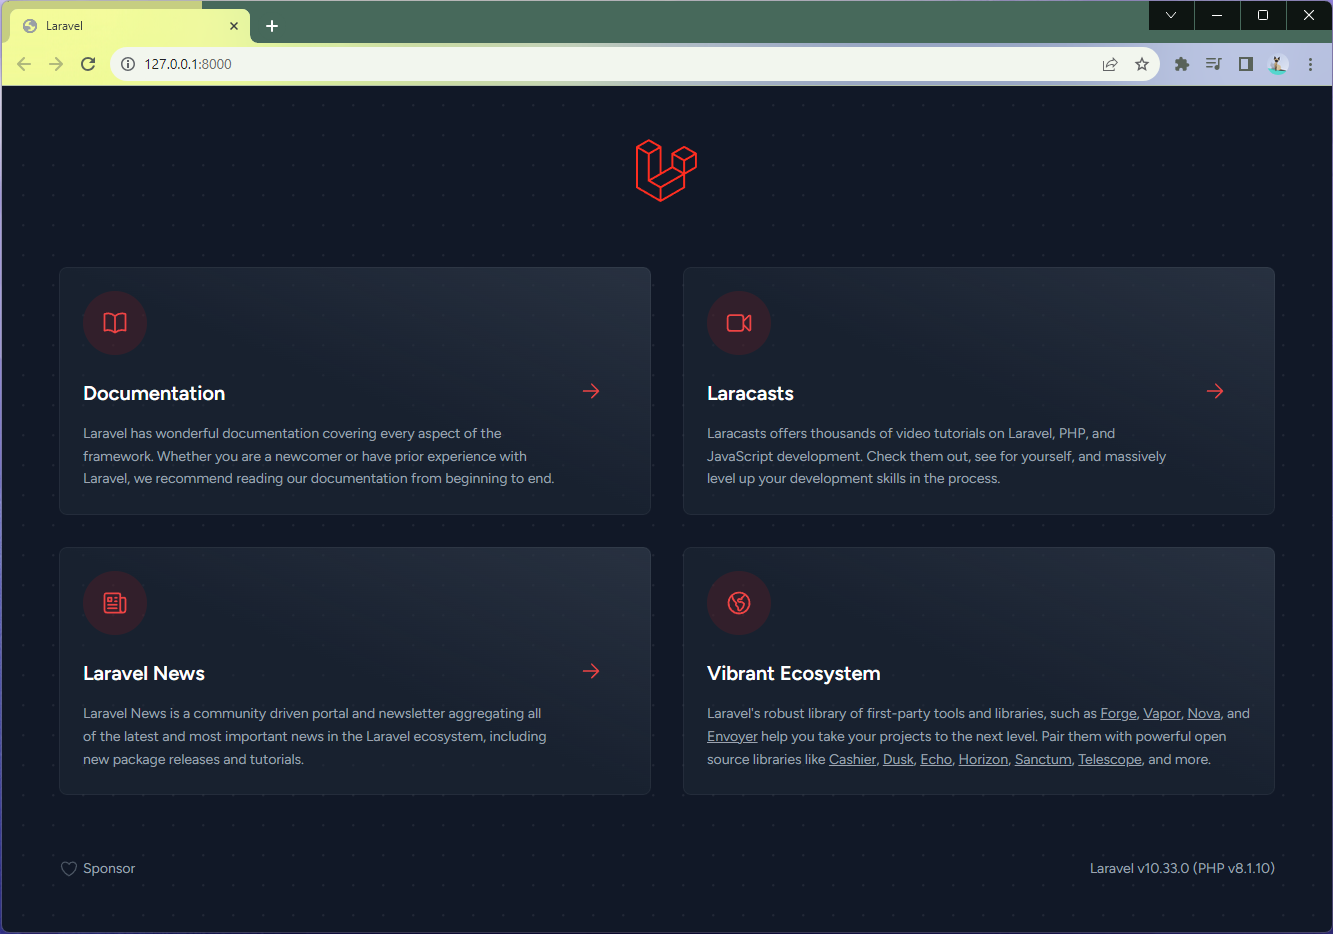 Laravel
127.0.0.1:8000
Documentation
Laravel has wonderful documentation covering every aspect of the
framework. Whether you are a newcomer or have prior experience with
Laravel, we recommend reading our documentation from beginning to end.
Laracasts
Laracasts offers thousands of video tutorials on Laravel, PHP, and
JavaScript development. Check them out, see for yourself, and massively
level up your development skills in the process.
Laravel News
Laravel News is a community driven portal and newsletter aggregating all
of the latest and most important news in the Laravel ecosystem, including
new package releases and tutorials.
Vibrant Ecosystem
Laravel's robust library of first-party tools and libraries, such as Forge, Vapor, Nova, and
Envoyer help you take your projects to the next level. Pair them with powerful open
source libraries like Cashier, Dusk, Echo, Horizon, Sanctum, Telescope, and more.
Sponsor
Laravel v10.33.0 (PHP v8.1.10)